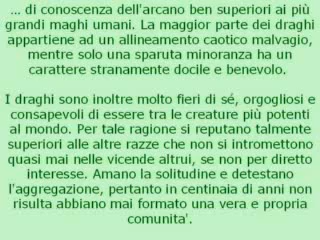 ... di conoscenza dell'arcano ben superiori ai più
grandi maghi umani. La maggior parte dei draghi
appartiene ad un allineamento caotico malvagio,
mentre solo una sparuta minoranza ha un
carattere stranamente docile e benevolo.
I draghi sono inoltre molto fieri di sé, orgogliosi e
consapevoli di essere tra le creature più potenti
al mondo. Per tale ragione si reputano talmente
superiori alle altre razze che non si intromettono
quasi mai nelle vicende altrui, se non per diretto
interesse. Amano la solitudine e detestano
l'aggregazione, pertanto in centinaia di anni non
risulta abbiano mai formato una vera e propria
comunita'.